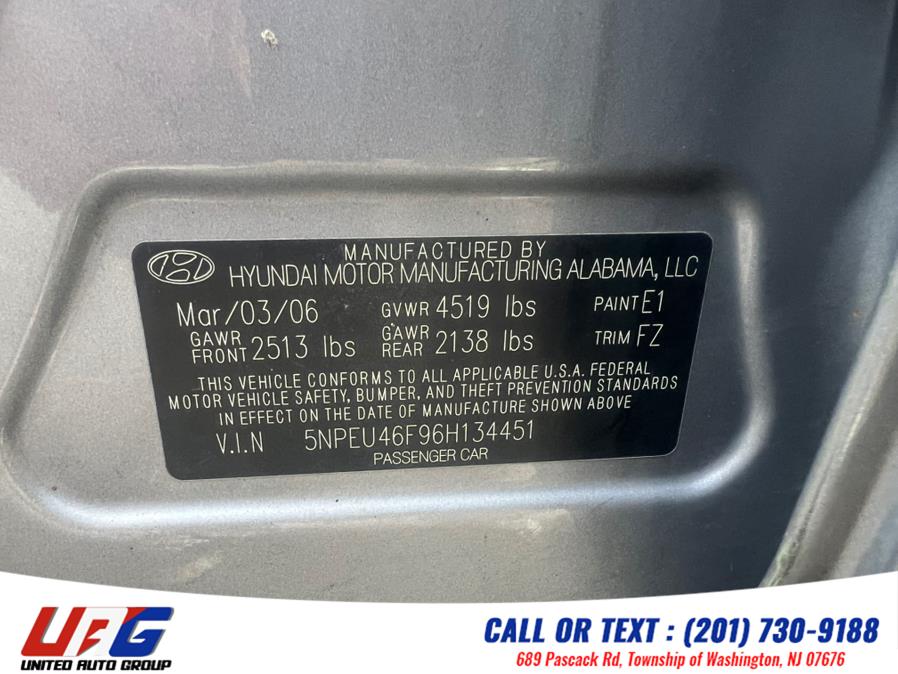 MANUFACTURED BY
HYUNDAI MOTOR MANUFACTURING ALABAMA, LLC
Mar/03/06 GVWR 4519 lbs PAINT E1
GAWR FRONT 2513 lbs GAWR REAR 2138 lbs TRIM FZ
THIS VEHICLE CONFORMS TO ALL APPLICABLE U.S.A. FEDERAL
MOTOR VEHICLE SAFETY, BUMPER, AND THEFT PREVENTION STANDARDS
IN EFFECT ON THE DATE OF MANUFACTURE SHOWN ABOVE
V.I.N 5NPEU46F96H134451
PASSENGER CAR
UAG
UNITED AUTO GROUP
CALL OR TEXT : (201) 730-9188
689 Pascack Rd, Township of Washington, NJ 07676